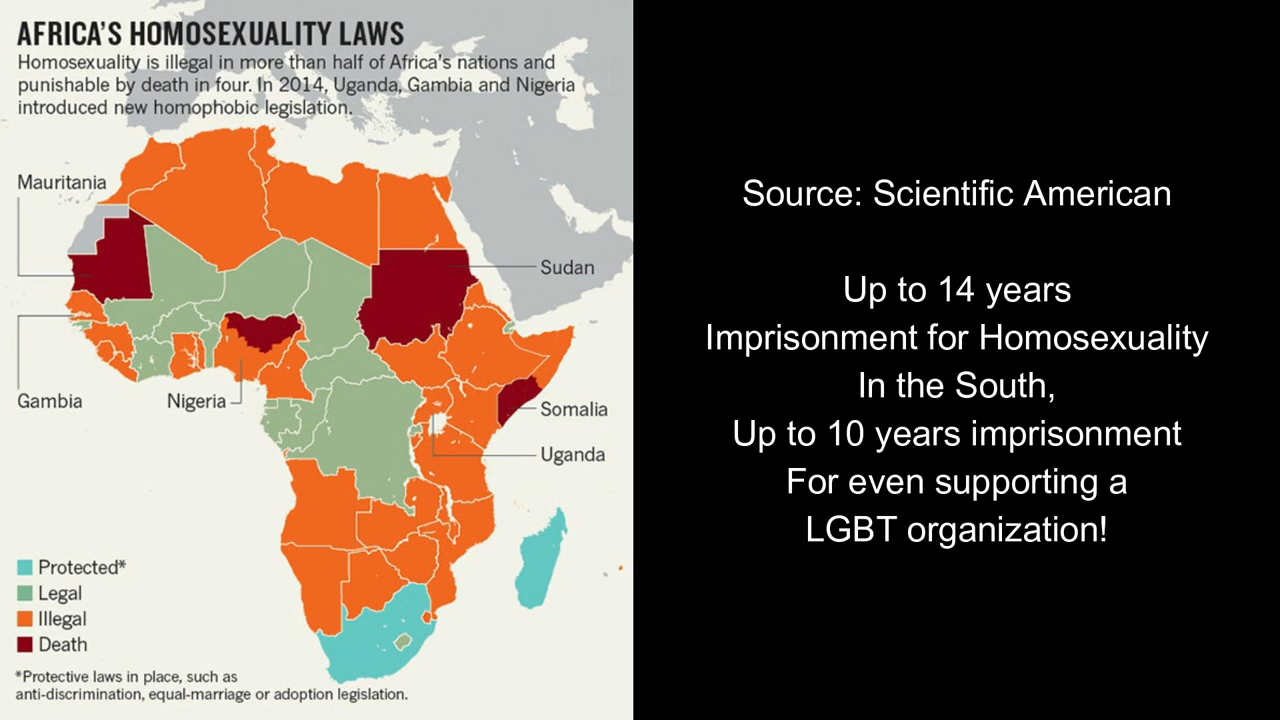 AFRICA'S HOMOSEXUALITY LAWS
Homosexuality is illegal in more than half of Africa's nations and
punishable by death in four. In 2014, Uganda, Gambia and Nigeria
introduced new homophobic legislation.
Mauritania
Sudan
Gambia
Nigeria
Somalia
Uganda
Protected*
Legal
Illegal
Death
*Protective laws in place, such as
anti-discrimination, equal-marriage or adoption legislation.
Source: Scientific American
Up to 14 years
Imprisonment for Homosexuality
In the South,
Up to 10 years imprisonment
For even supporting a
LGBT organization!